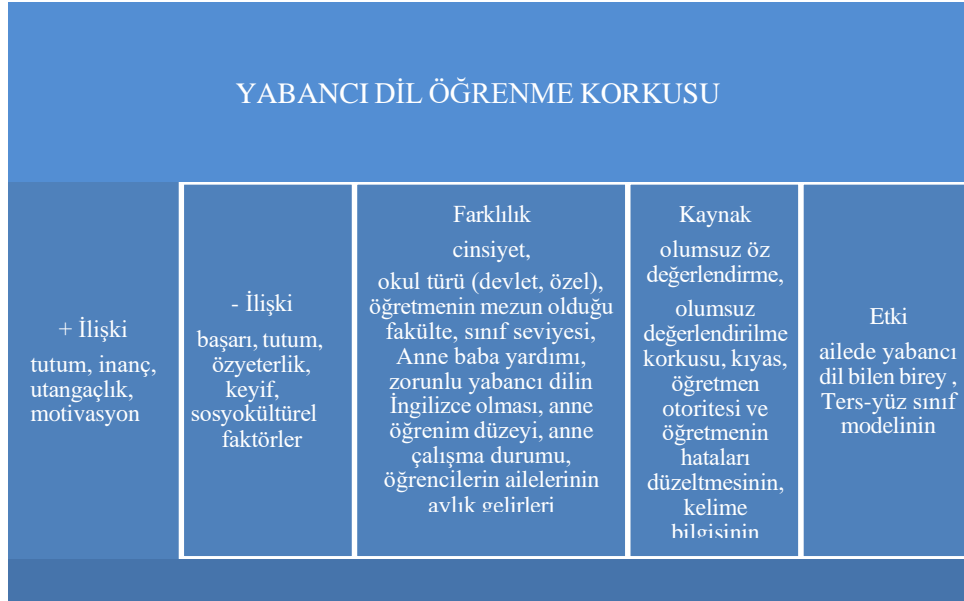 YABANCI DİL ÖĞRENME KORKUSU
+ İlişki
tutum, inanç,
utangaçlık,
motivasyon
- İlişki
başarı, tutum,
özyeterlik,
keyif,
sosyokültürel
faktörler
Farklılık
cinsiyet,
okul türü (devlet, özel),
öğretmenin mezun olduğu
fakülte, sınıf seviyesi,
Anne baba yardımı,
zorunlu yabancı dilin
İngilizce olması, anne
öğrenim düzeyi, anne
çalışma durumu,
öğrencilerin ailelerinin
aylık gelirleri
Kaynak
olumsuz öz
değerlendirme,
olumsuz
değerlendirilme
korkusu, kıyas,
öğretmen
otoritesi ve
öğretmenin
hataları
düzeltmesinin,
kelime
bilgisinin
Etki
ailede yabancı
dil bilen birey ,
Ters-yüz sınıf
modelinin